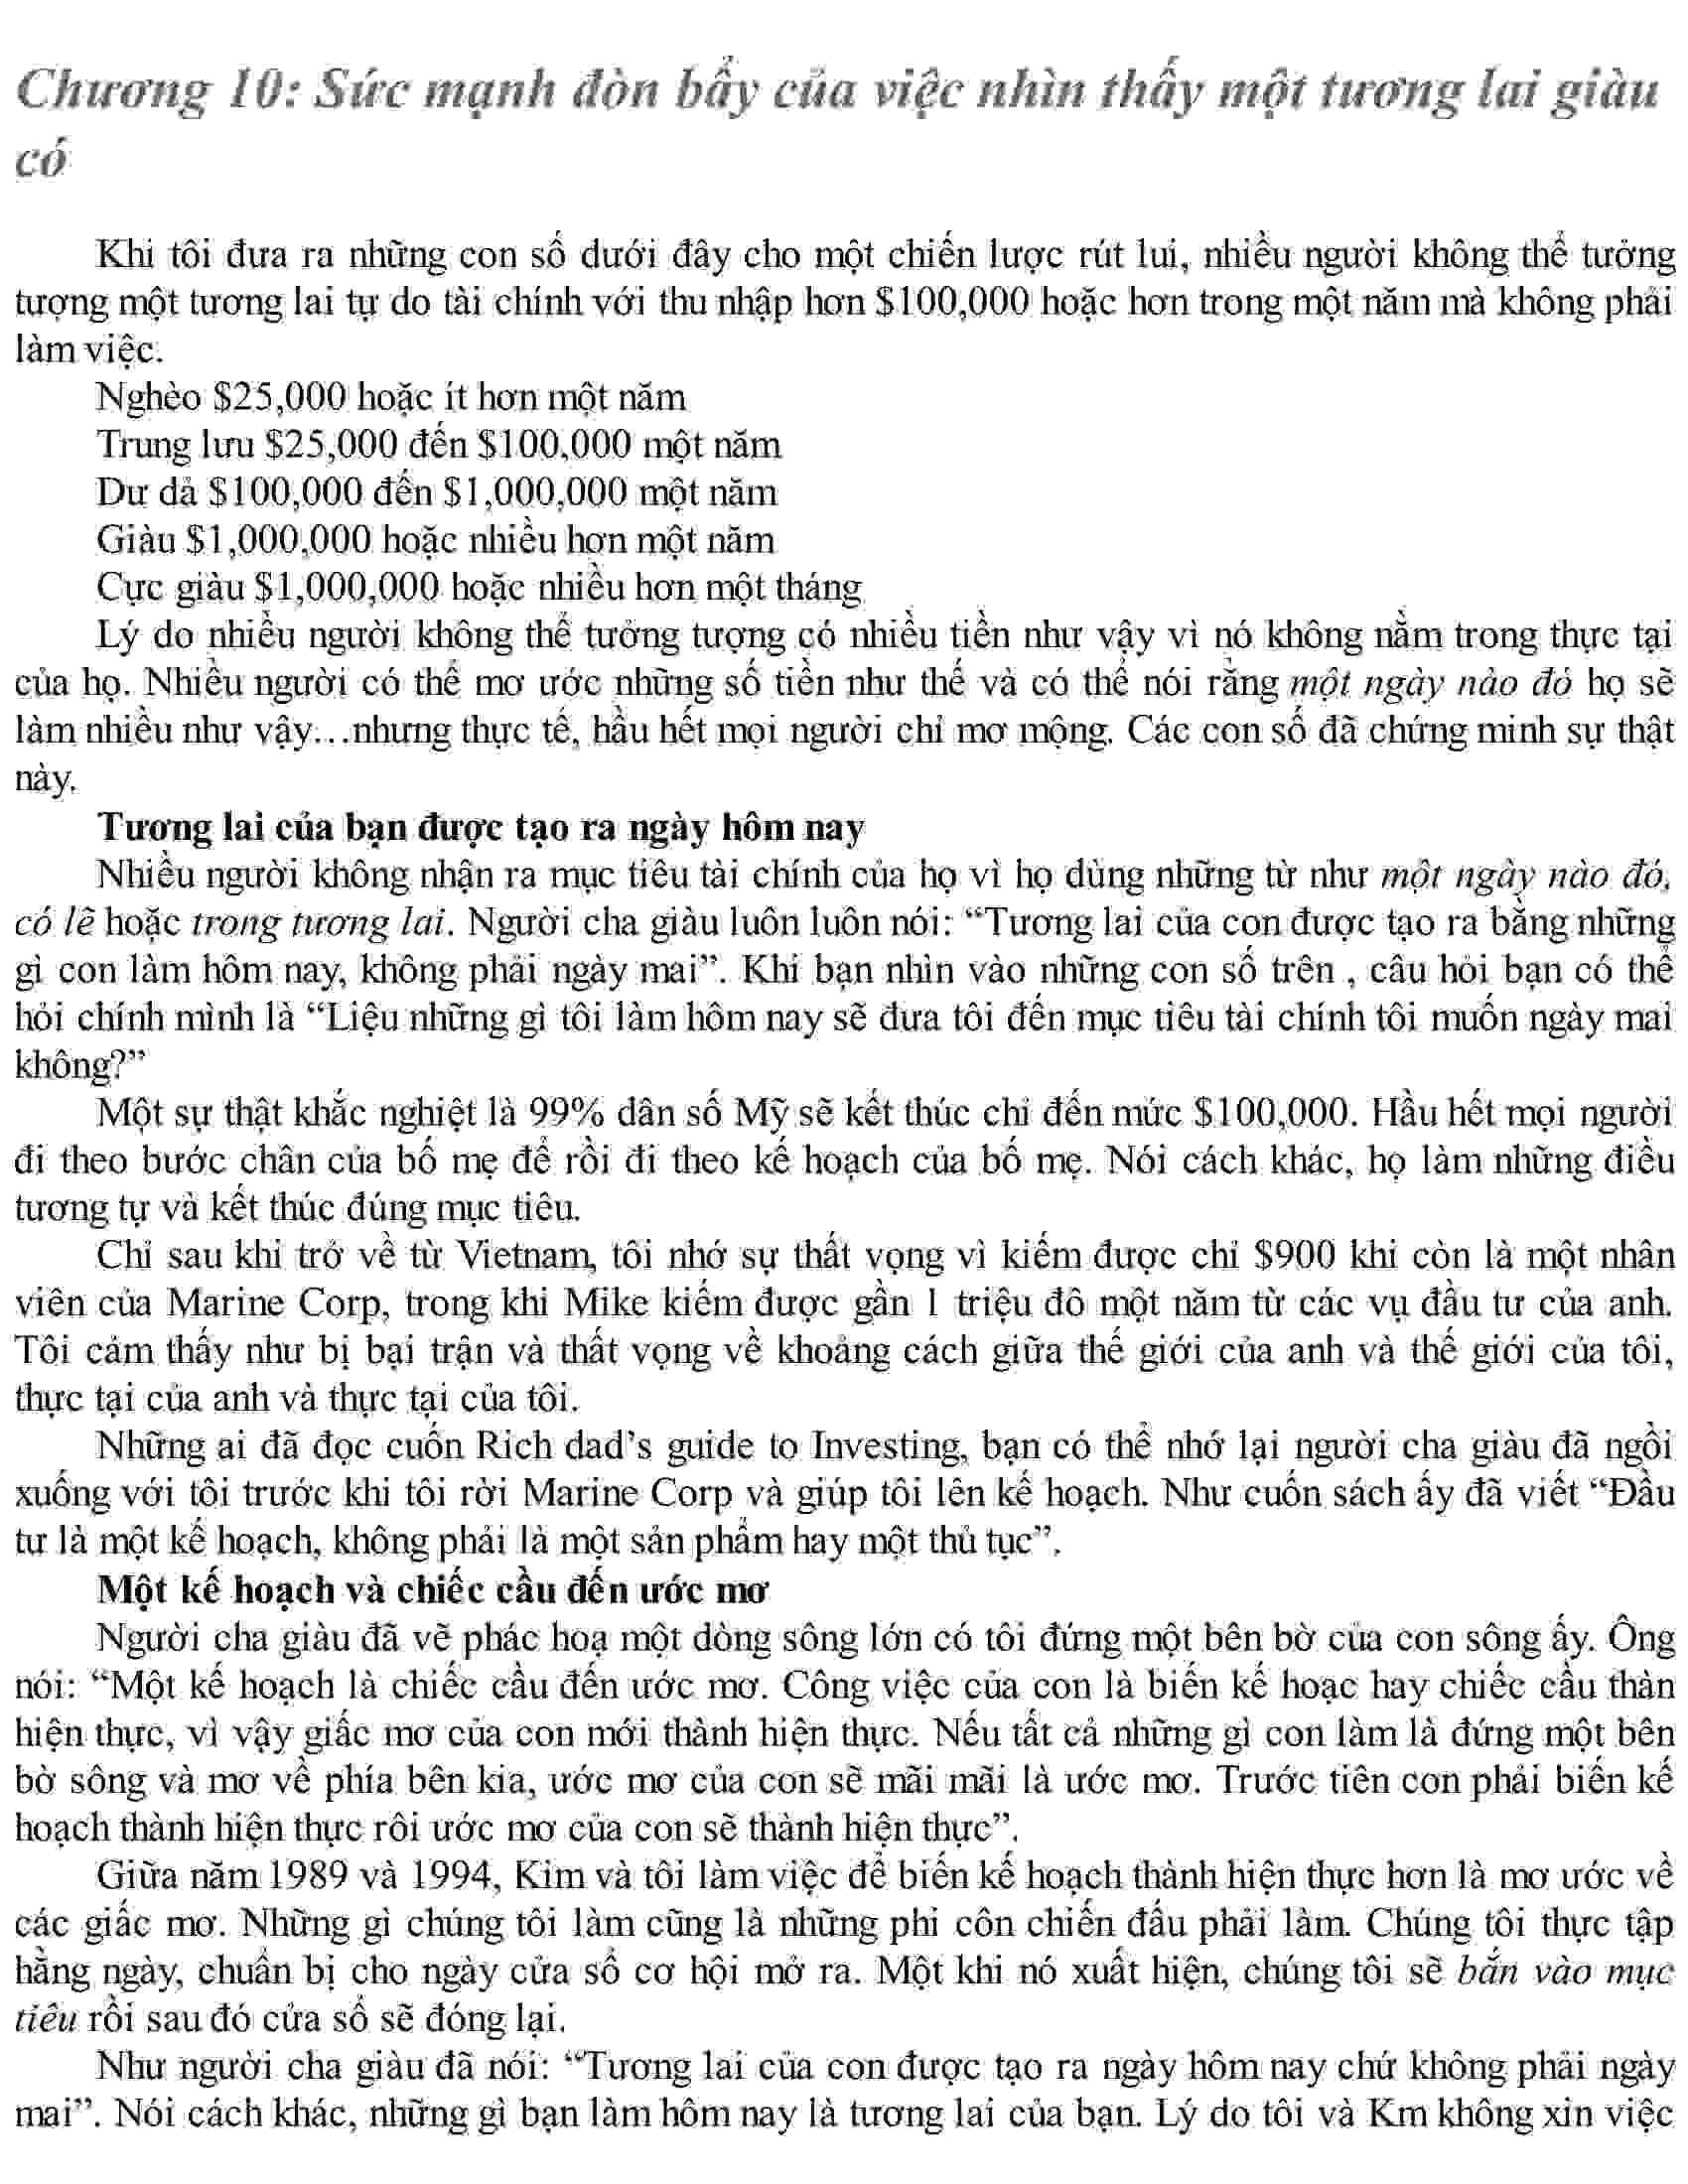 Chương 10: Sức mạnh đòn bẩy của việc nhìn thấy một tương lai giàu
có
Khi tôi đưa ra những con số dưới đây cho một chiến lược rút lui, nhiều người không thể tưởng
tượng một tương lai tự do tài chính với thu nhập hơn $100,000 hoặc hơn trong một năm mà không phải
làm việc.
Nghèo $25,000 hoặc ít hơn một năm
Trung lưu $25,000 đến $100,000 một năm
Dư dả $100,000 đến $1,000,000 một năm
Giàu $1,000,000 hoặc nhiều hơn một năm
Cực giàu $1,000,000 hoặc nhiều hơn một tháng
Lý do nhiều người không thể tưởng tượng có nhiều tiền như vậy vì nó không nằm trong thực tại
của họ. Nhiều người có thể mơ ước những số tiền như thế và có thể nói rằng một ngày nào đó họ sẽ
làm nhiều như vậy…nhưng thực tế, hầu hết mọi người chỉ mơ mộng. Các con số đã chứng minh sự thật
này.
Tương lai của bạn được tạo ra ngày hôm nay
Nhiều người không nhận ra mục tiêu tài chính của họ vì họ dùng những từ như một ngày nào đó,
có lẽ hoặc trong tương lai. Người cha giàu luôn luôn nói: “Tương lai của con được tạo ra bằng những
gì con làm hôm nay, không phải ngày mai”. Khi bạn nhìn vào những con số trên , câu hỏi bạn có thể
hỏi chính mình là “Liệu những gì tôi làm hôm nay sẽ đưa tôi đến mục tiêu tài chính tôi muốn ngày mai
không?”
Một sự thật khắc nghiệt là 99% dân số Mỹ sẽ kết thúc chỉ đến mức $100,000. Hầu hết mọi người
đi theo bước chân của bố mẹ để rồi đi theo kế hoạch của bố mẹ. Nói cách khác, họ làm những điều
tương tự và kết thúc đúng mục tiêu.
Chỉ sau khi trở về từ Vietnam, tôi nhớ sự thất vọng vì kiếm được chỉ $900 khi còn là một nhân
viên của Marine Corp, trong khi Mike kiếm được gần 1 triệu đô một năm từ các vụ đầu tư của anh.
Tôi cảm thấy như bị bại trận và thất vọng về khoảng cách giữa thế giới của anh và thế giới của tôi,
thực tại của anh và thực tại của tôi.
Những ai đã đọc cuốn Rich dad’s guide to Investing, bạn có thể nhớ lại người cha giàu đã ngồi
xuống với tôi trước khi tôi rời Marine Corp và giúp tôi lên kế hoạch. Như cuốn sách ấy đã viết “Đầu
tư là một kế hoạch, không phải là một sản phẩm hay một thủ tục”.
Một kế hoạch và chiếc cầu đến ước mơ
Người cha giàu đã vẽ phác hoạ một dòng sông lớn có tôi đứng một bên bờ của con sông ấy. Ông
nói: “Một kế hoạch là chiếc cầu đến ước mơ. Công việc của con là biến kế hoạc hay chiếc cầu thàn
hiện thực, vì vậy giấc mơ của con mới thành hiện thực. Nếu tất cả những gì con làm là đứng một bên
bờ sông và mơ về phía bên kia, ước mơ của con sẽ mãi mãi là ước mơ. Trước tiên con phải biến kế
hoạch thành hiện thực rôi ước mơ của con sẽ thành hiện thực”.
Giữa năm 1989 và 1994, Kim và tôi làm việc để biến kế hoạch thành hiện thực hơn là mơ ước về
các giấc mơ. Những gì chúng tôi làm cũng là những phi côn chiến đấu phải làm. Chúng tôi thực tập
hằng ngày, chuẩn bị cho ngày cửa sổ cơ hội mở ra. Một khi nó xuất hiện, chúng tôi sẽ bắn vào mục
tiêu rồi sau đó cửa sổ sẽ đóng lại.
Như người cha giàu đã nói: “Tương lai của con được tạo ra ngày hôm nay chứ không phải ngày
mai”. Nói cách khác, những gì bạn làm hôm nay là tương lai của bạn. Lý do tôi và Km không xin việc